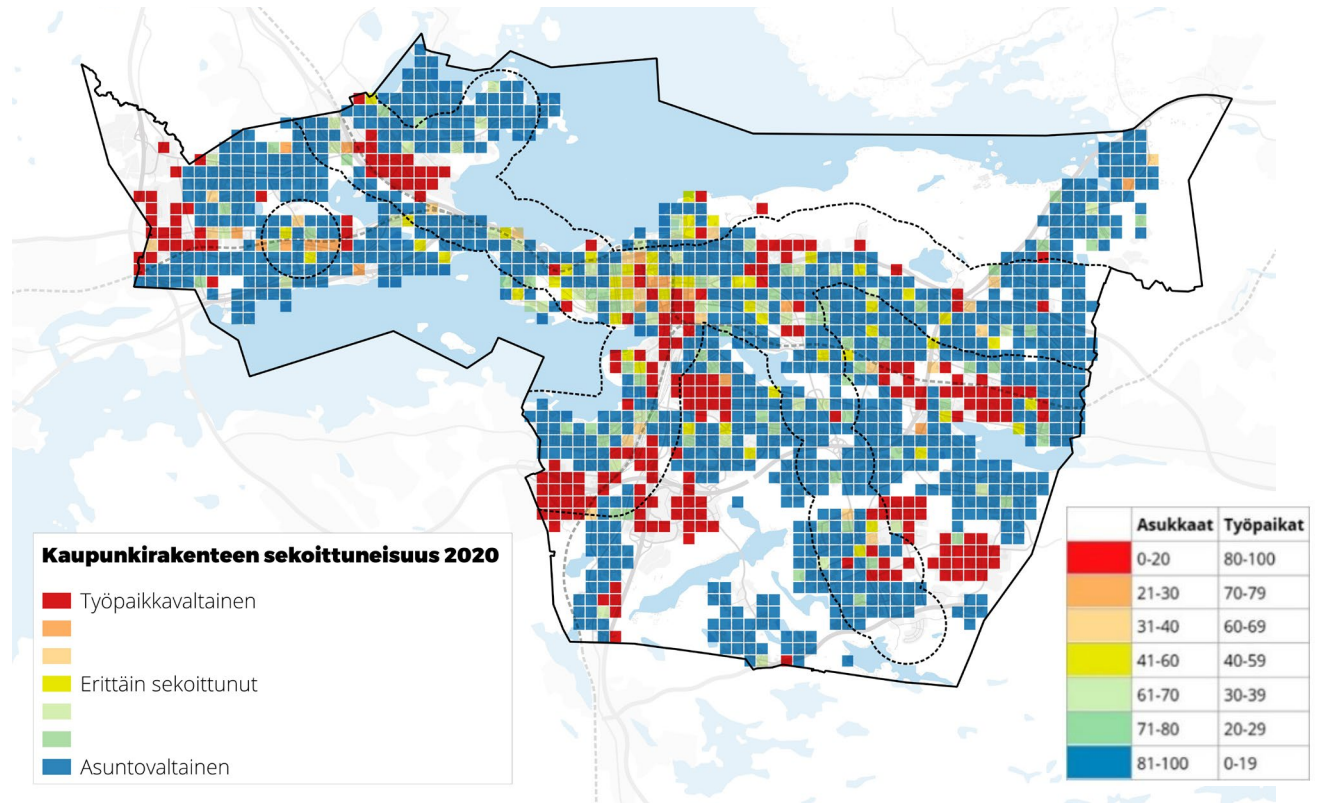 Kaupunkirakenteen sekoittuneisuus 2020
Työpaikkavaltainen
Erittäin sekoittunut
Asuntovaltainen
Asukkaat Työpaikat
0-20 80-100
21-30 70-79
31-40 60-69
41-60 40-59
61-70 30-39
71-80 20-29
81-100 0-19